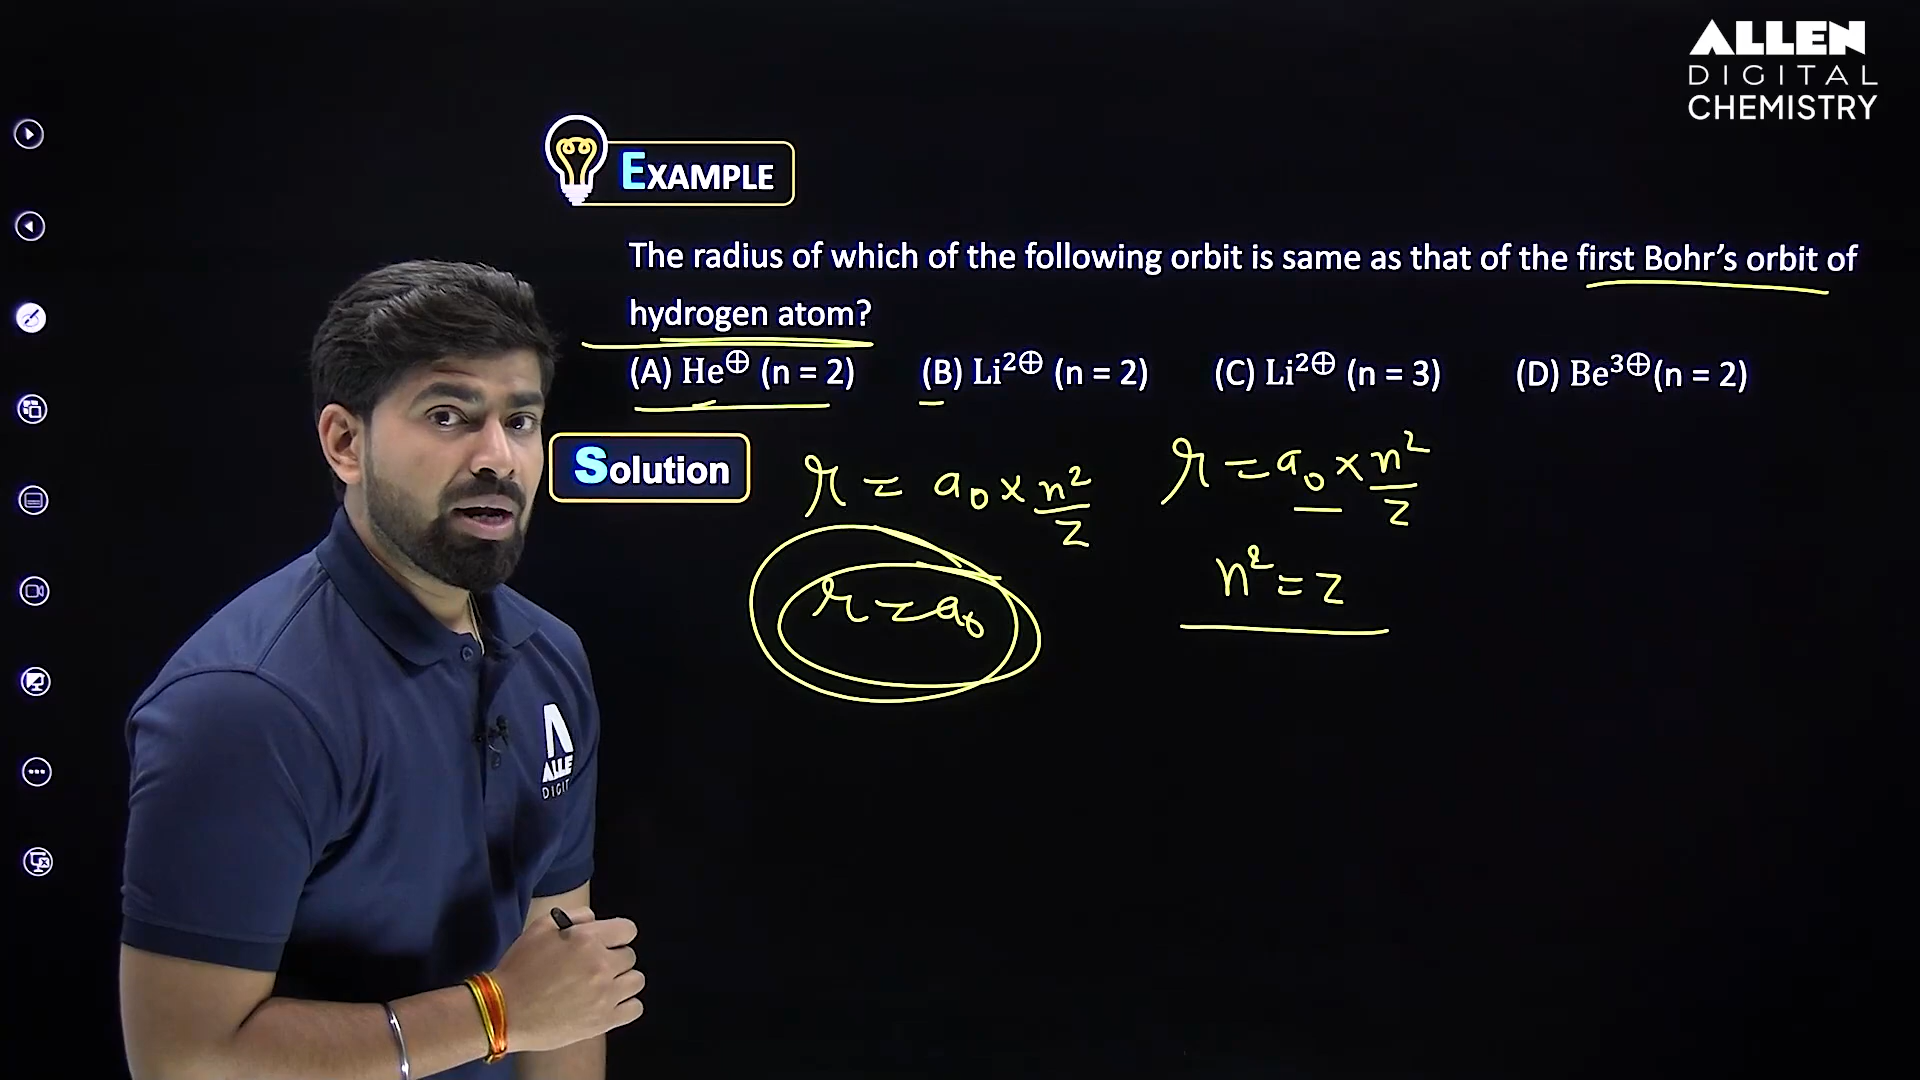 ALLEN
DIGITAL
CHEMISTRY
EXAMPLE
The radius of which of the following orbit is same as that of the first Bohr’s orbit of
hydrogen atom?
(A) He⊕ (n = 2) (B) Li²⊕ (n = 2) (C) Li²⊕ (n = 3) (D) Be³⊕(n = 2)
Solution
r = a₀ × n²/z
r = a₀ × n²/z
r = a₀
n² = z
ALLE
DIGIT